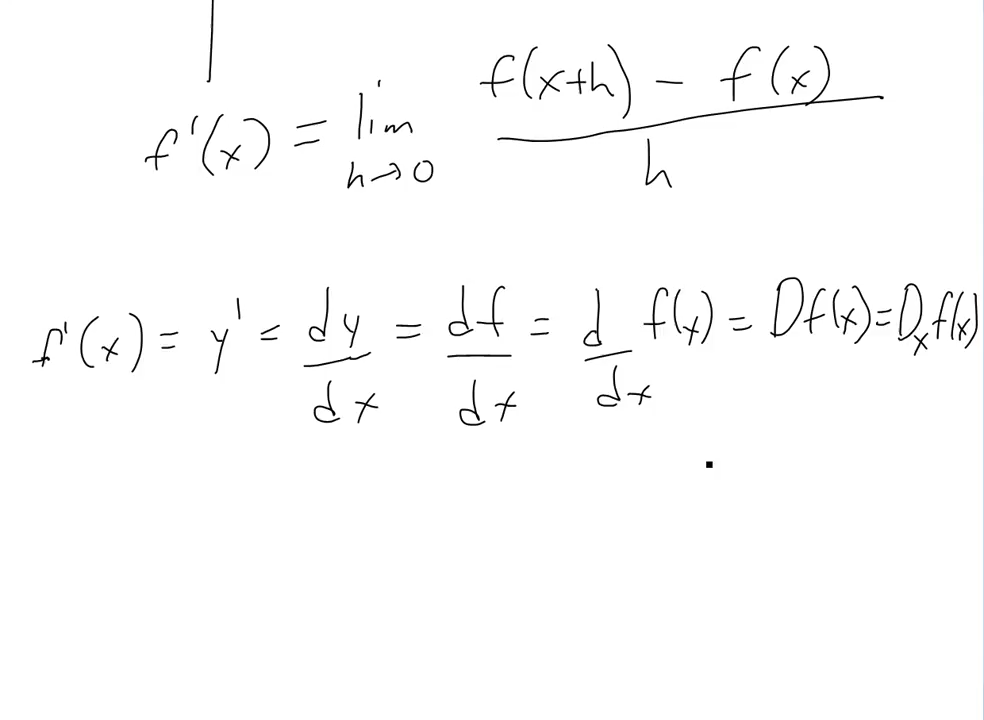 f'(x) = lim h→0 f(x+h) - f(x) / h
f'(x) = y' = dy/dx = df/dx = d/dx f(x) = Df(x) = Dₓf(x)